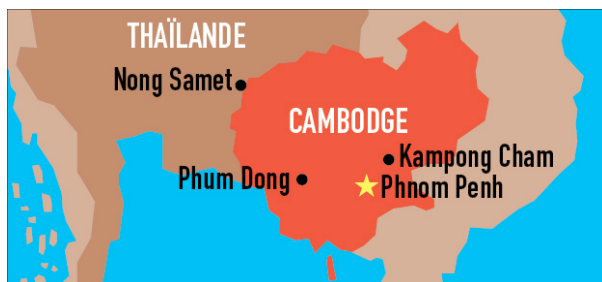 THAÏLANDE
Nong Samet
CAMBODGE
Kampong Cham
Phum Dong
Phnom Penh